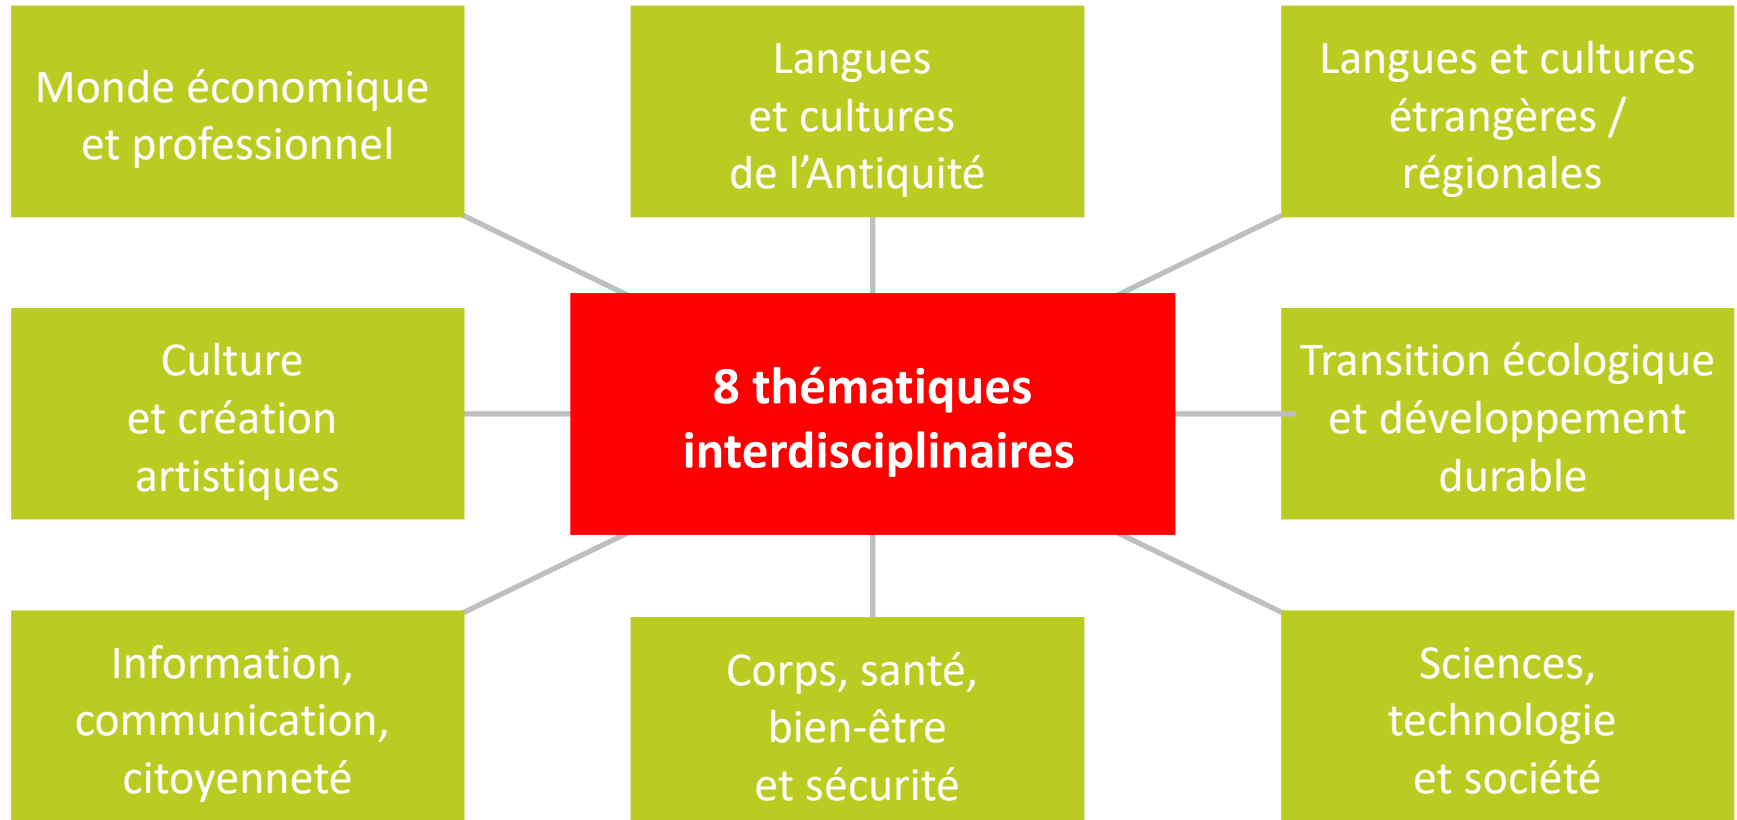 Monde économique
et professionnel
Langues
et cultures
de l’Antiquité
Langues et cultures
étrangères /
régionales
Culture
et création
artistiques
8 thématiques
interdisciplinaires
Transition écologique
et développement
durable
Information,
communication,
citoyenneté
Corps, santé,
bien-être
et sécurité
Sciences,
technologie
et société